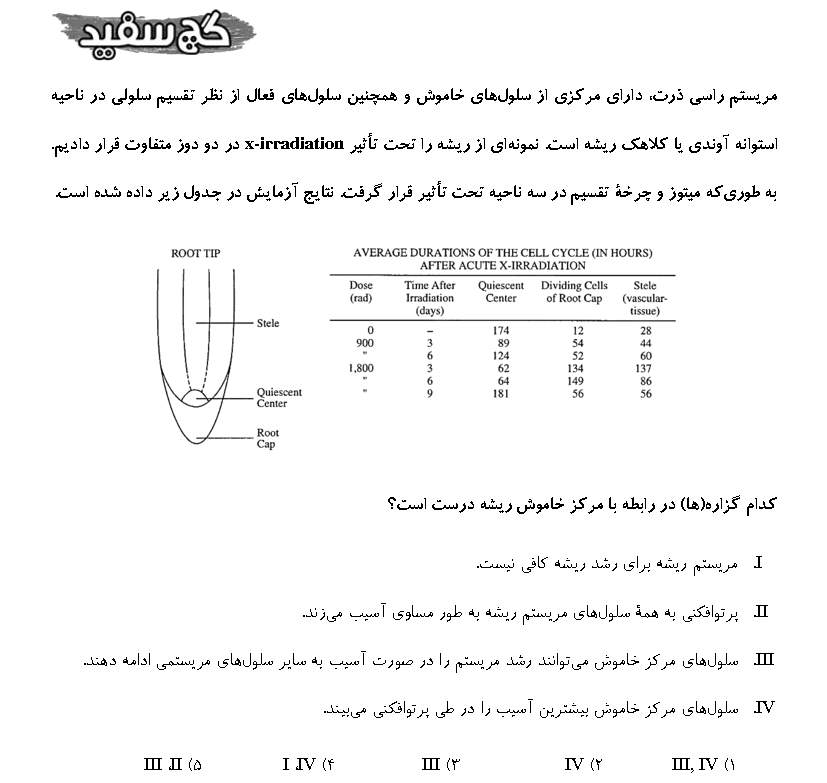 گچ سفید
مریستم راسی ذرت، دارای مرکزی از سلول‌های خاموش و همچنین سلول‌های فعال از نظر تقسیم سلولی در ناحیه
استوانه آوندی یا کلاهک ریشه است. نمونه‌ای از ریشه را تحت تأثیر x-irradiation در دو دوز متفاوت قرار دادیم.
به طوری‌که میتوز و چرخهٔ تقسیم در سه ناحیه تحت تأثیر قرار گرفت. نتایج آزمایش در جدول زیر داده شده است.
ROOT TIP
Stele
Quiescent
Center
Root
Cap
AVERAGE DURATIONS OF THE CELL CYCLE (IN HOURS)
AFTER ACUTE X-IRRADIATION
Dose Time After Quiescent Dividing Cells Stele
(rad) Irradiation Center of Root Cap (vascular-
(days) tissue)
0 – 174 12 28
900 3 89 54 44
" 6 124 52 60
1,800 3 62 134 137
" 6 64 149 86
" 9 181 56 56
کدام گزاره(ها) در رابطه با مرکز خاموش ریشه درست است؟
I. مریستم ریشه برای رشد ریشه کافی نیست.
II. پرتوافکنی به همهٔ سلول‌های مریستم ریشه به طور مساوی آسیب می‌زند.
III. سلول‌های مرکز خاموش می‌توانند رشد مریستم را در صورت آسیب به سایر سلول‌های مریستمی ادامه دهند.
IV. سلول‌های مرکز خاموش بیشترین آسیب را در طی پرتوافکنی می‌بیند.
۱) III, IV ۲) IV ۳) III ۴) I ،IV ۵) III ،II